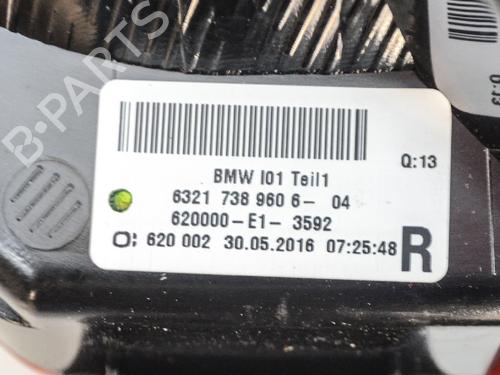 B-PARTS
Q:33
Q:13
BMW I01 Teil1
6321 738 960 6- 04
620000-E1- 3592
O: 620 002 30.05.2016 07:25:48
R